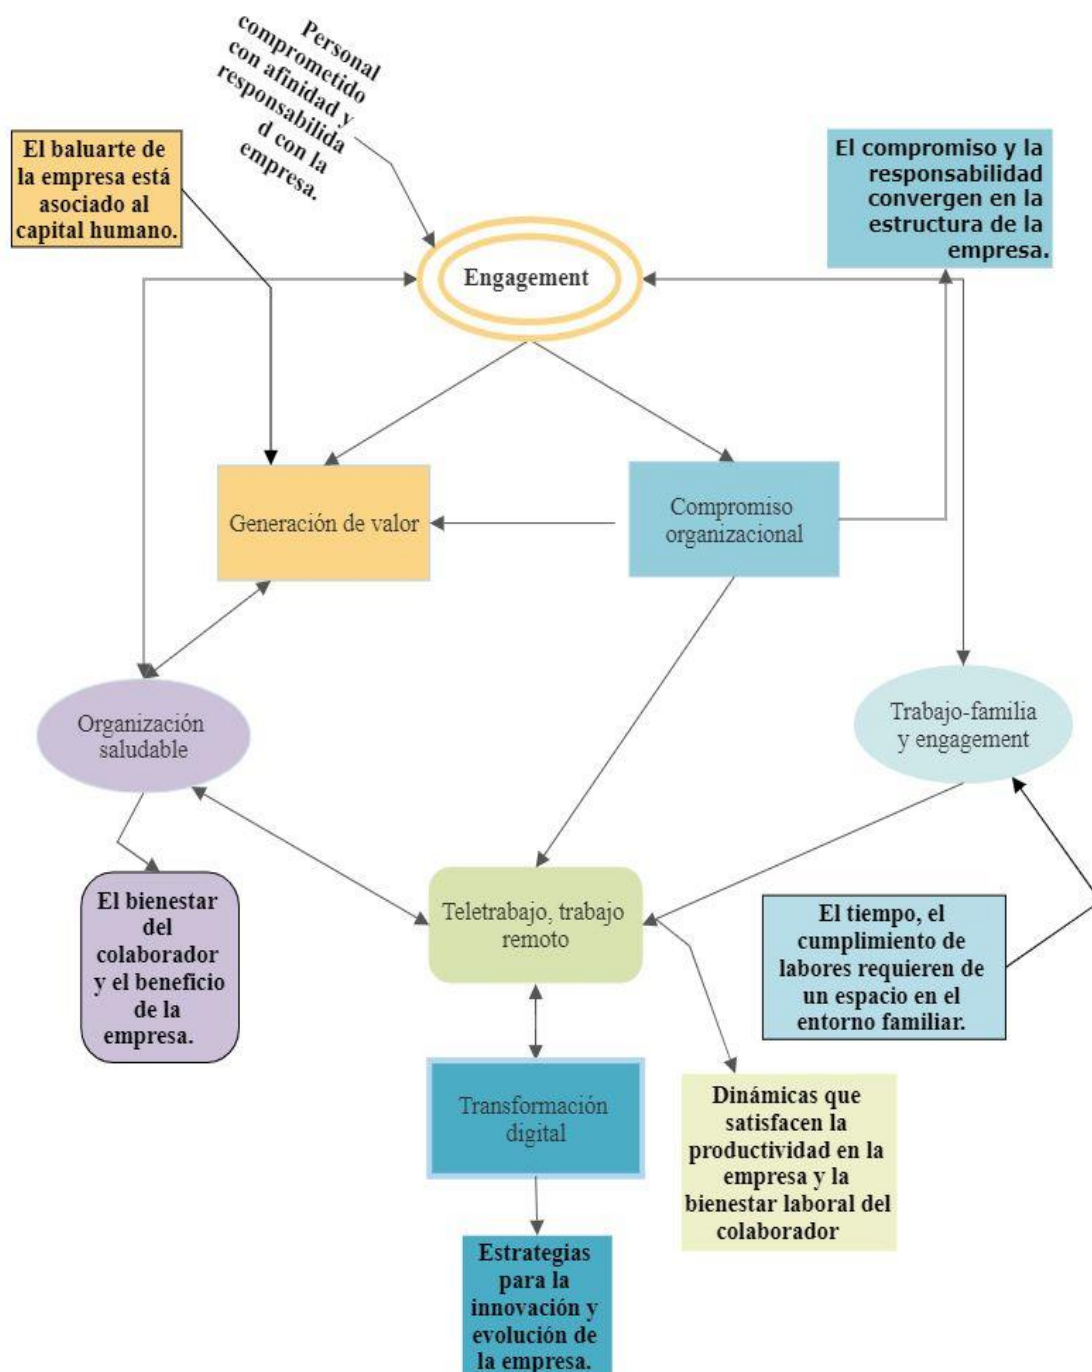 Personal
comprometido
con afinidad y
responsabilida
d con la
empresa.
El baluarte de
la empresa está
asociado al
capital humano.
El compromiso y la
responsabilidad
convergen en la
estructura de la
empresa.
Engagement
Generación de valor
Compromiso
organizacional
Organización
saludable
Trabajo-familia
y engagement
El bienestar
del
colaborador
y el beneficio
de la
empresa.
Teletrabajo, trabajo
remoto
El tiempo, el
cumplimiento de
labores requieren de
un espacio en el
entorno familiar.
Transformación
digital
Dinámicas que
satisfacen la
productividad en la
empresa y la
bienestar laboral del
colaborador
Estrategias
para la
innovación y
evolución de
la empresa.